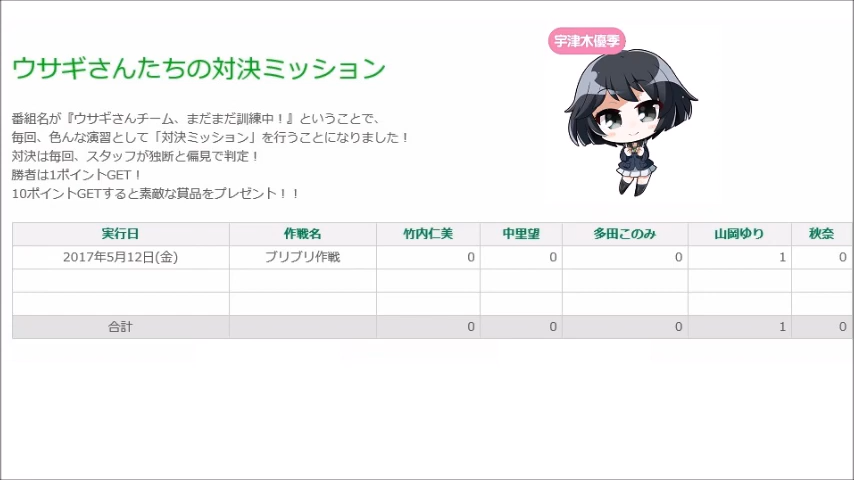 宇津木優季
ウサギさんたちの対決ミッション
番組名が『ウサギさんチーム、まだまだ訓練中！』ということで、
毎回、色んな演習として「対決ミッション」を行うことになりました！
対決は毎回、スタッフが独断と偏見で判定！
勝者は1ポイントGET！
10ポイントGETすると素敵な賞品をプレゼント！！
実行日 作戦名 竹内仁美 中里望 多田このみ 山岡ゆり 秋奈
2017年5月12日(金) ブリブリ作戦 0 0 0 1 0
合計 0 0 0 1 0